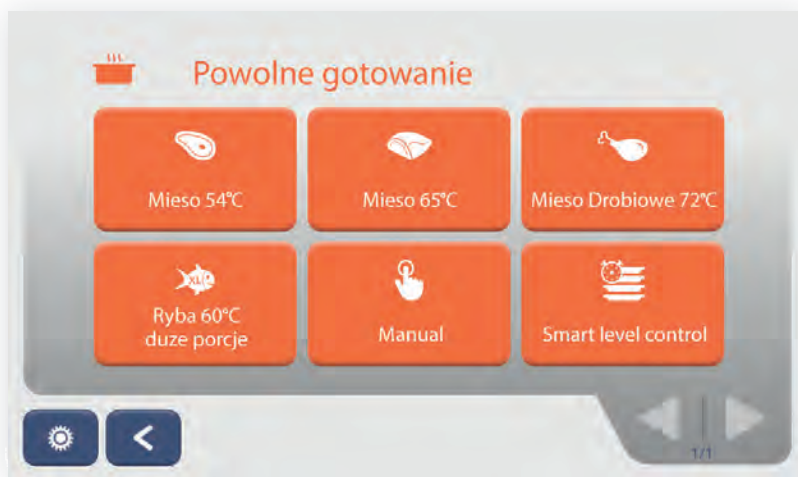 Powolne gotowanie
Mieso 54°C
Mieso 65°C
Mieso Drobiowe 72°C
XL
Ryba 60°C
duze porcje
Manual
Smart level control
1/1